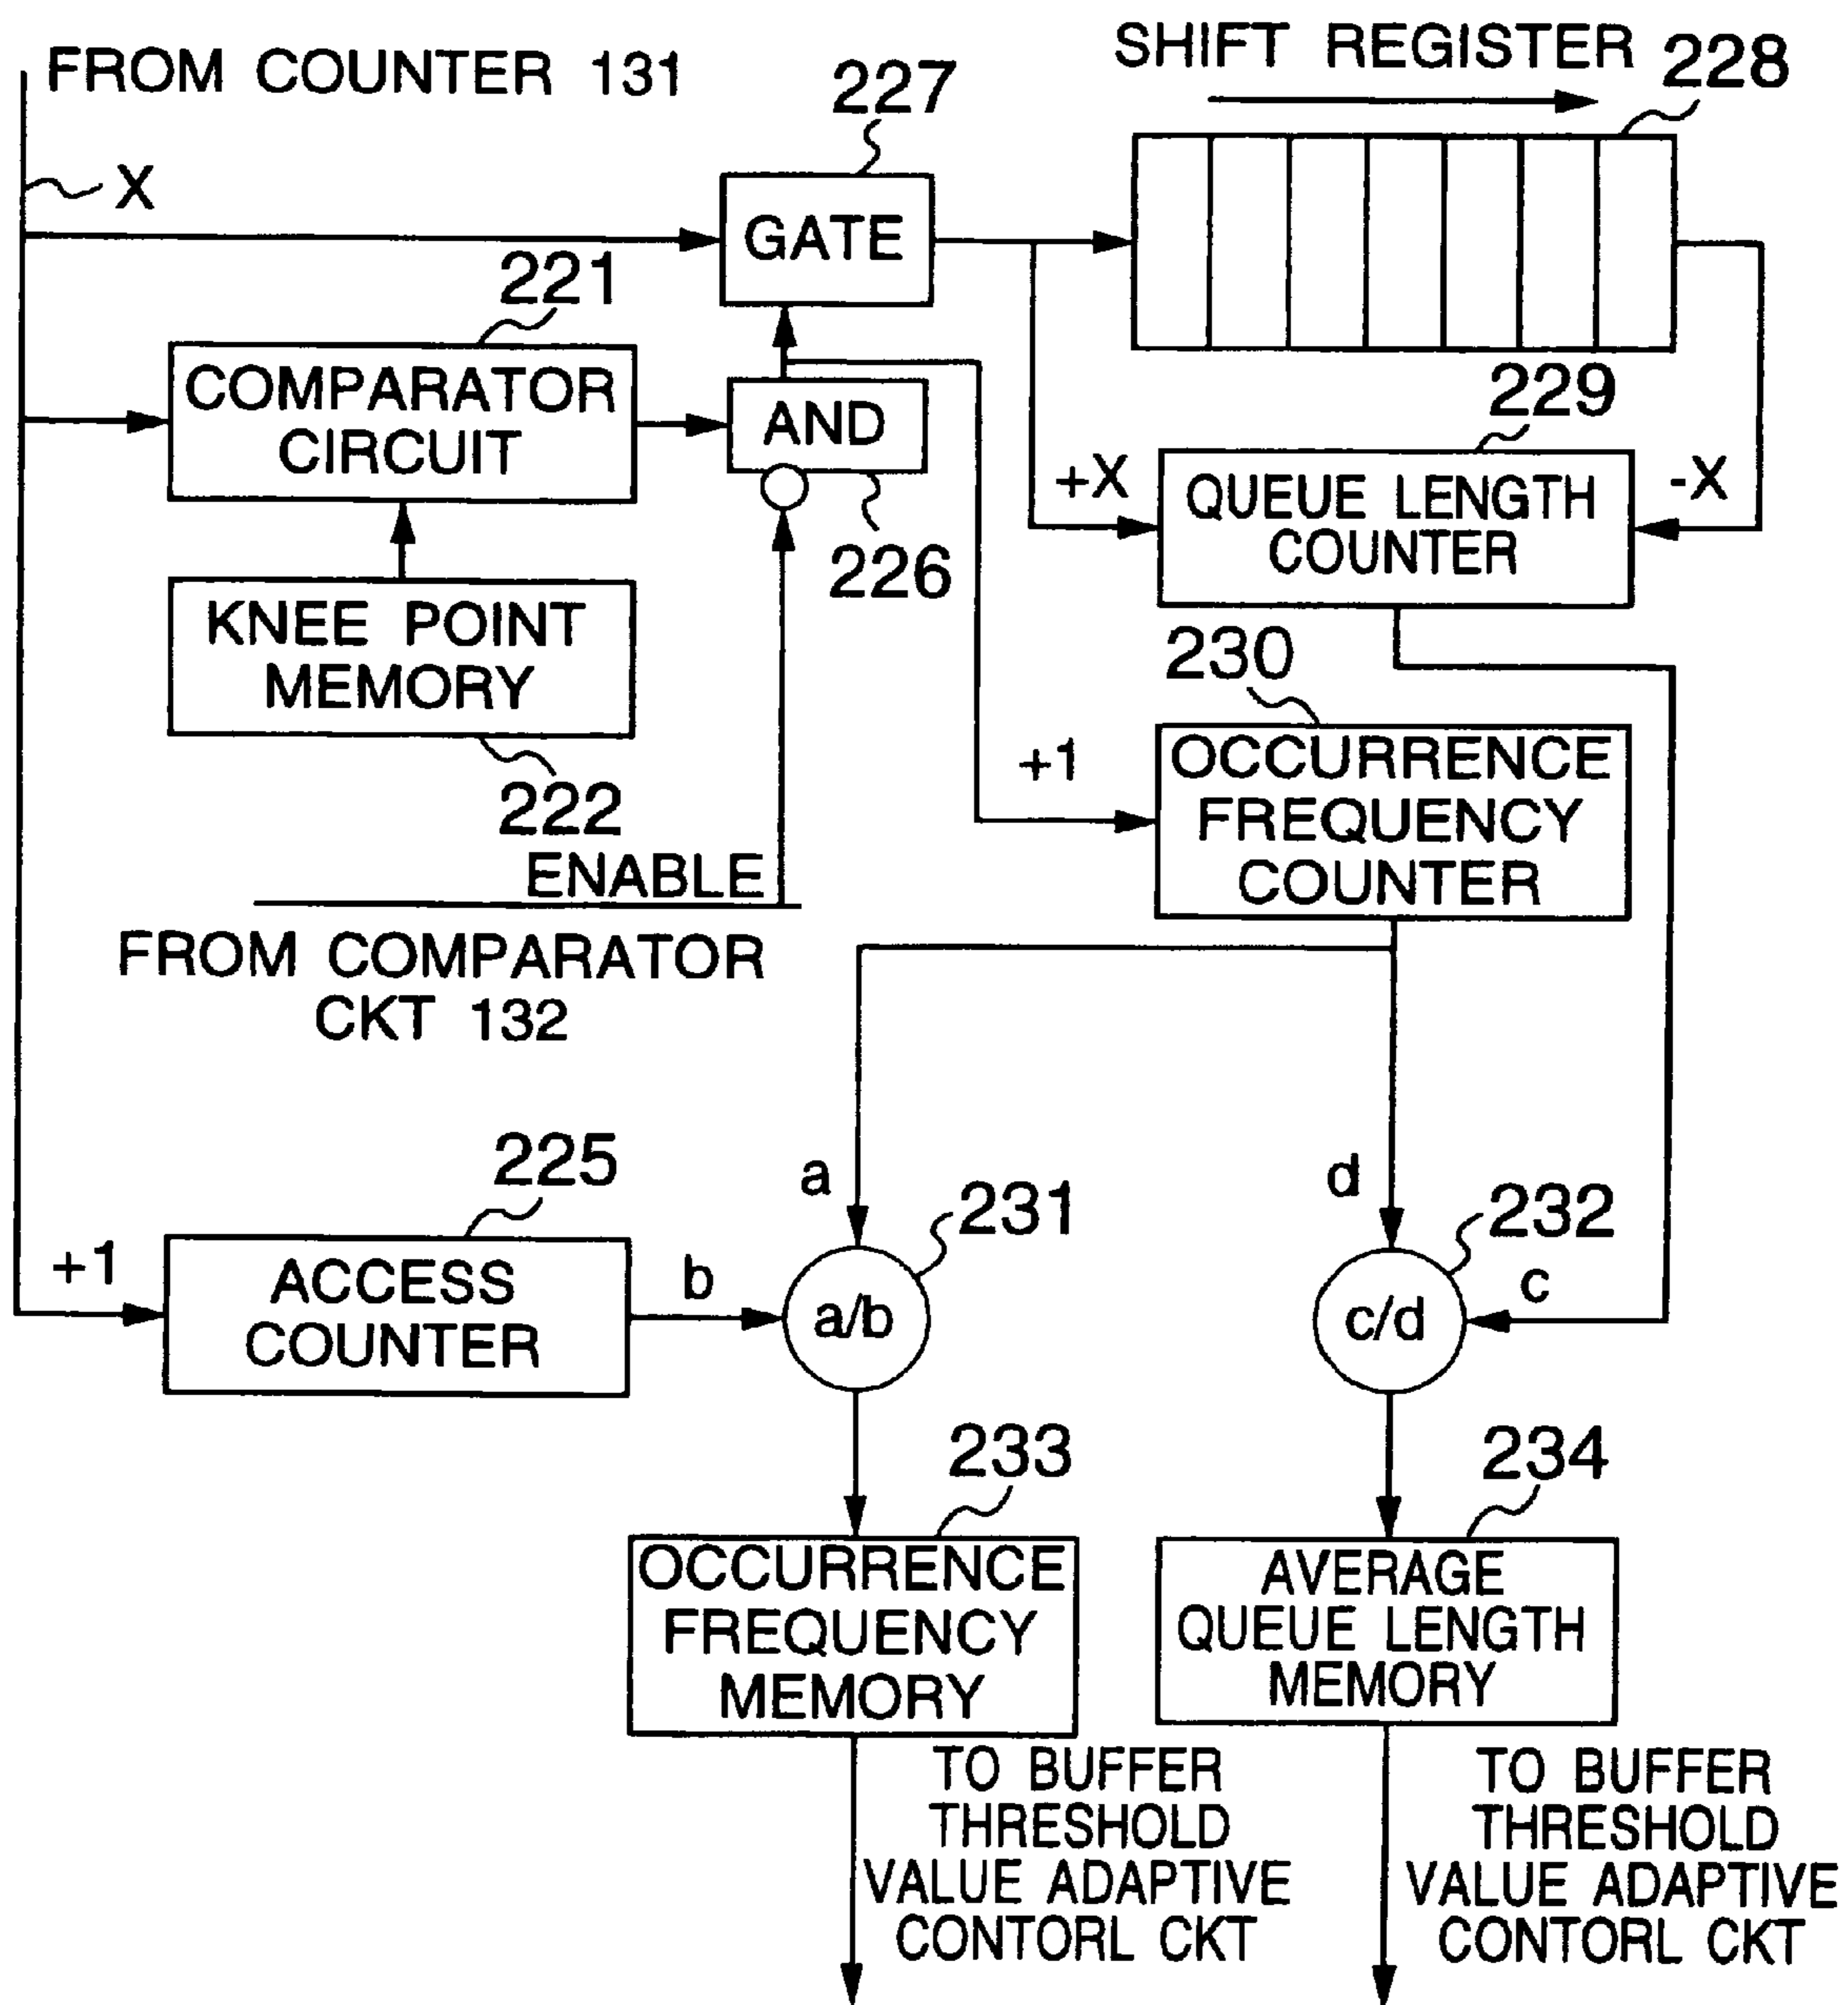 FROM COUNTER 131
SHIFT REGISTER
228
227
X
GATE
221
COMPARATOR
CIRCUIT
AND
229
+X
QUEUE LENGTH
COUNTER
-X
226
KNEE POINT
MEMORY
230
222
+1
OCCURRENCE
FREQUENCY
COUNTER
ENABLE
FROM COMPARATOR
CKT 132
225
a
231
d
232
+1
ACCESS
COUNTER
b
a/b
c/d
c
233
234
OCCURRENCE
FREQUENCY
MEMORY
AVERAGE
QUEUE LENGTH
MEMORY
TO BUFFER
THRESHOLD
VALUE ADAPTIVE
CONTORL CKT
TO BUFFER
THRESHOLD
VALUE ADAPTIVE
CONTORL CKT